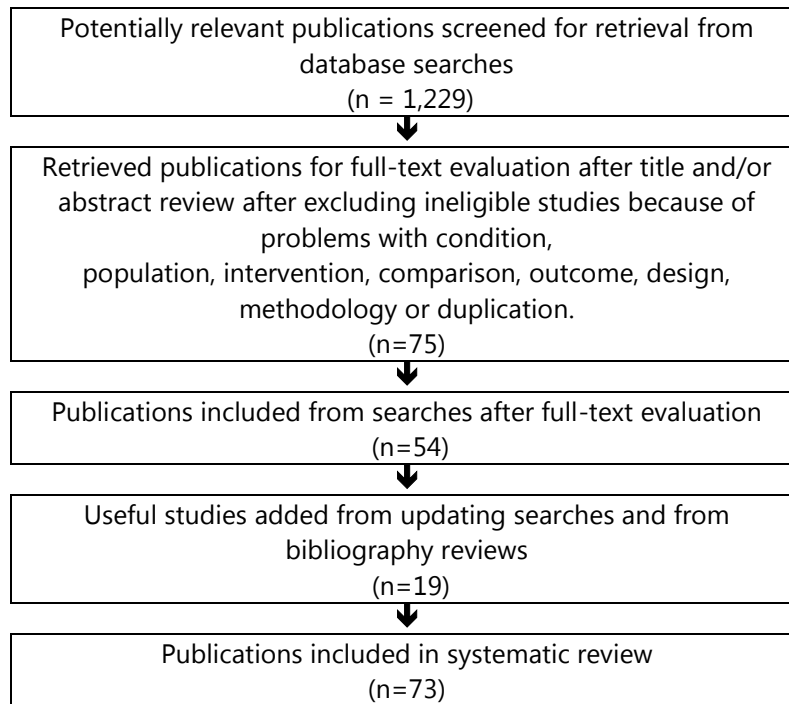 Potentially relevant publications screened for retrieval from
database searches
(n = 1,229)
Retrieved publications for full-text evaluation after title and/or
abstract review after excluding ineligible studies because of
problems with condition,
population, intervention, comparison, outcome, design,
methodology or duplication.
(n=75)
Publications included from searches after full-text evaluation
(n=54)
Useful studies added from updating searches and from
bibliography reviews
(n=19)
Publications included in systematic review
(n=73)